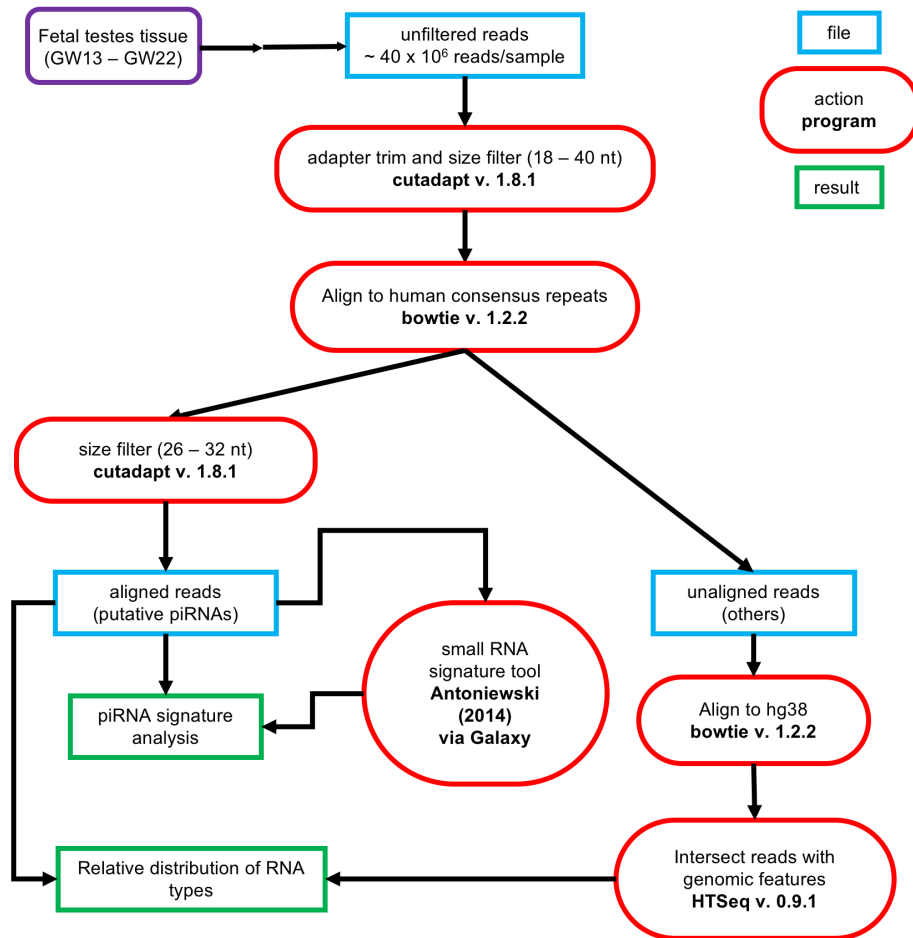 Fetal testes tissue
(GW13 – GW22)
unfiltered reads
~ 40 x 10⁶ reads/sample
file
action
program
result
adapter trim and size filter (18 – 40 nt)
cutadapt v. 1.8.1
Align to human consensus repeats
bowtie v. 1.2.2
size filter (26 – 32 nt)
cutadapt v. 1.8.1
aligned reads
(putative piRNAs)
unaligned reads
(others)
small RNA
signature tool
Antoniewski
(2014)
via Galaxy
piRNA signature
analysis
Align to hg38
bowtie v. 1.2.2
Relative distribution of RNA
types
Intersect reads with
genomic features
HTSeq v. 0.9.1